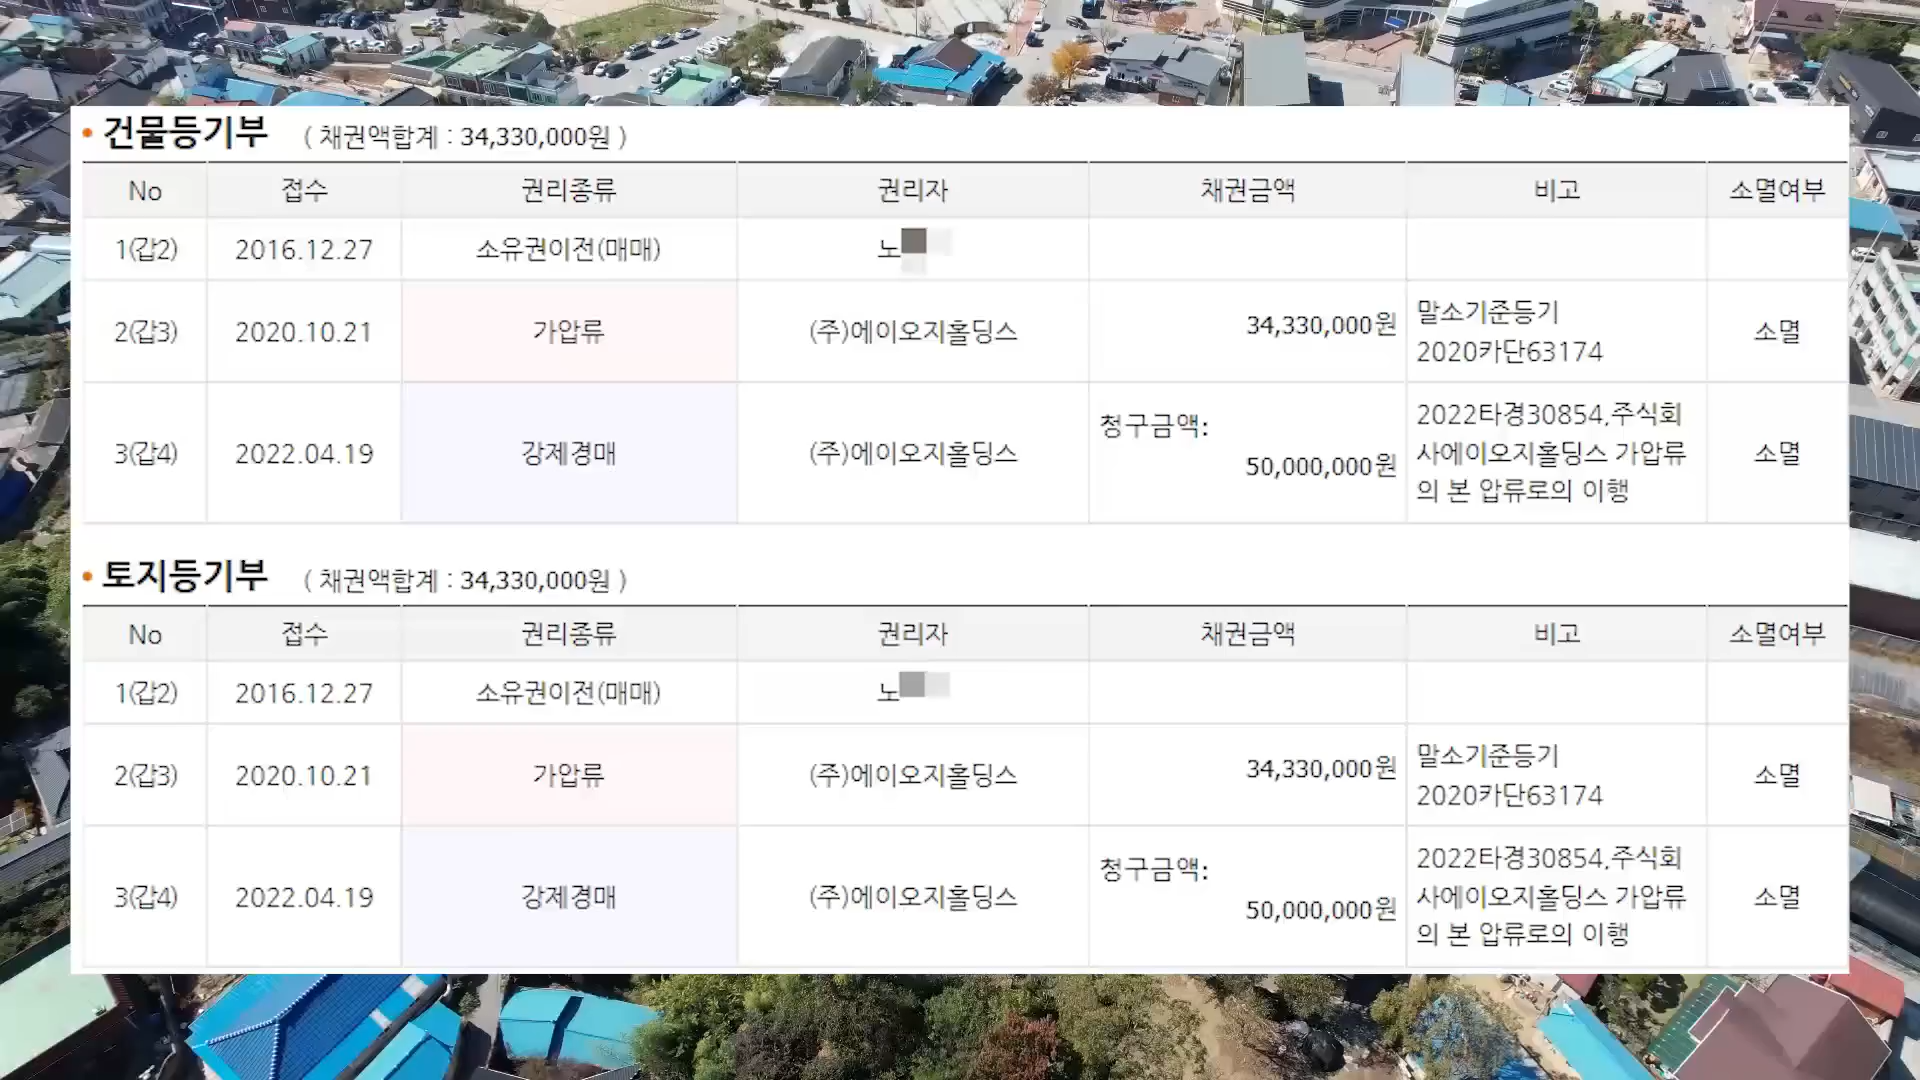 • 건물등기부 ( 채권액합계 : 34,330,000원 )
No 접수 권리종류 권리자 채권금액 비고 소멸여부
1(갑2) 2016.12.27 소유권이전(매매) 노
2(갑3) 2020.10.21 가압류 (주)에이오지홀딩스 34,330,000원 말소기준등기
2020카단63174 소멸
3(갑4) 2022.04.19 강제경매 (주)에이오지홀딩스 청구금액:
50,000,000원 2022타경30854,주식회
사에이오지홀딩스 가압류
의 본 압류로의 이행 소멸
• 토지등기부 ( 채권액합계 : 34,330,000원 )
No 접수 권리종류 권리자 채권금액 비고 소멸여부
1(갑2) 2016.12.27 소유권이전(매매) 노
2(갑3) 2020.10.21 가압류 (주)에이오지홀딩스 34,330,000원 말소기준등기
2020카단63174 소멸
3(갑4) 2022.04.19 강제경매 (주)에이오지홀딩스 청구금액:
50,000,000원 2022타경30854,주식회
사에이오지홀딩스 가압류
의 본 압류로의 이행 소멸